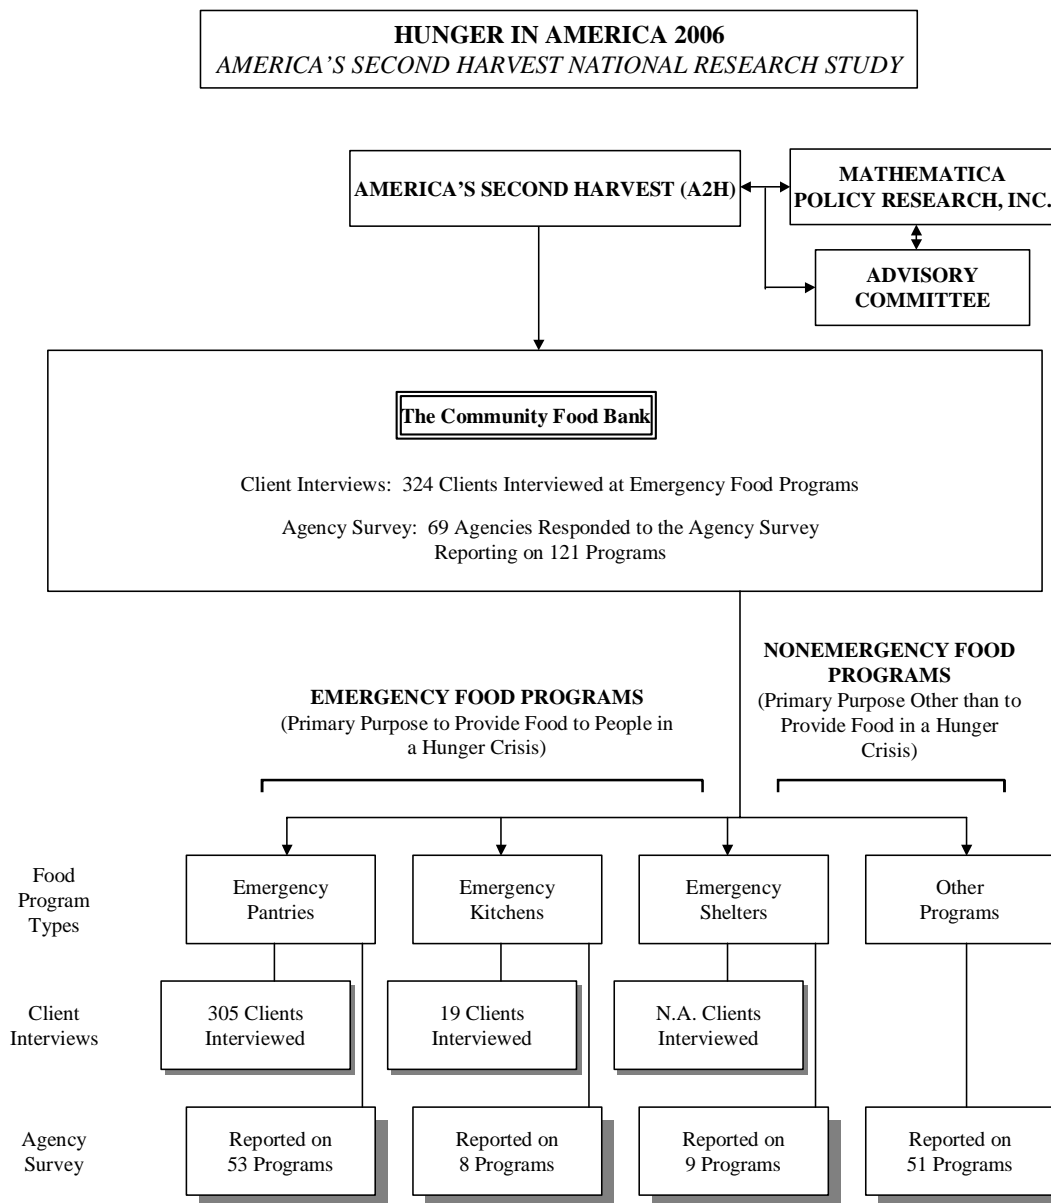 HUNGER IN AMERICA 2006
AMERICA'S SECOND HARVEST NATIONAL RESEARCH STUDY
AMERICA'S SECOND HARVEST (A2H)
MATHEMATICA
POLICY RESEARCH, INC.
ADVISORY
COMMITTEE
The Community Food Bank
Client Interviews: 324 Clients Interviewed at Emergency Food Programs
Agency Survey: 69 Agencies Responded to the Agency Survey
Reporting on 121 Programs
EMERGENCY FOOD PROGRAMS
(Primary Purpose to Provide Food to People in
a Hunger Crisis)
NONEMERGENCY FOOD
PROGRAMS
(Primary Purpose Other than to
Provide Food in a Hunger
Crisis)
Food
Program
Types
Emergency
Pantries
Emergency
Kitchens
Emergency
Shelters
Other
Programs
Client
Interviews
305 Clients
Interviewed
19 Clients
Interviewed
N.A. Clients
Interviewed
Agency
Survey
Reported on
53 Programs
Reported on
8 Programs
Reported on
9 Programs
Reported on
51 Programs